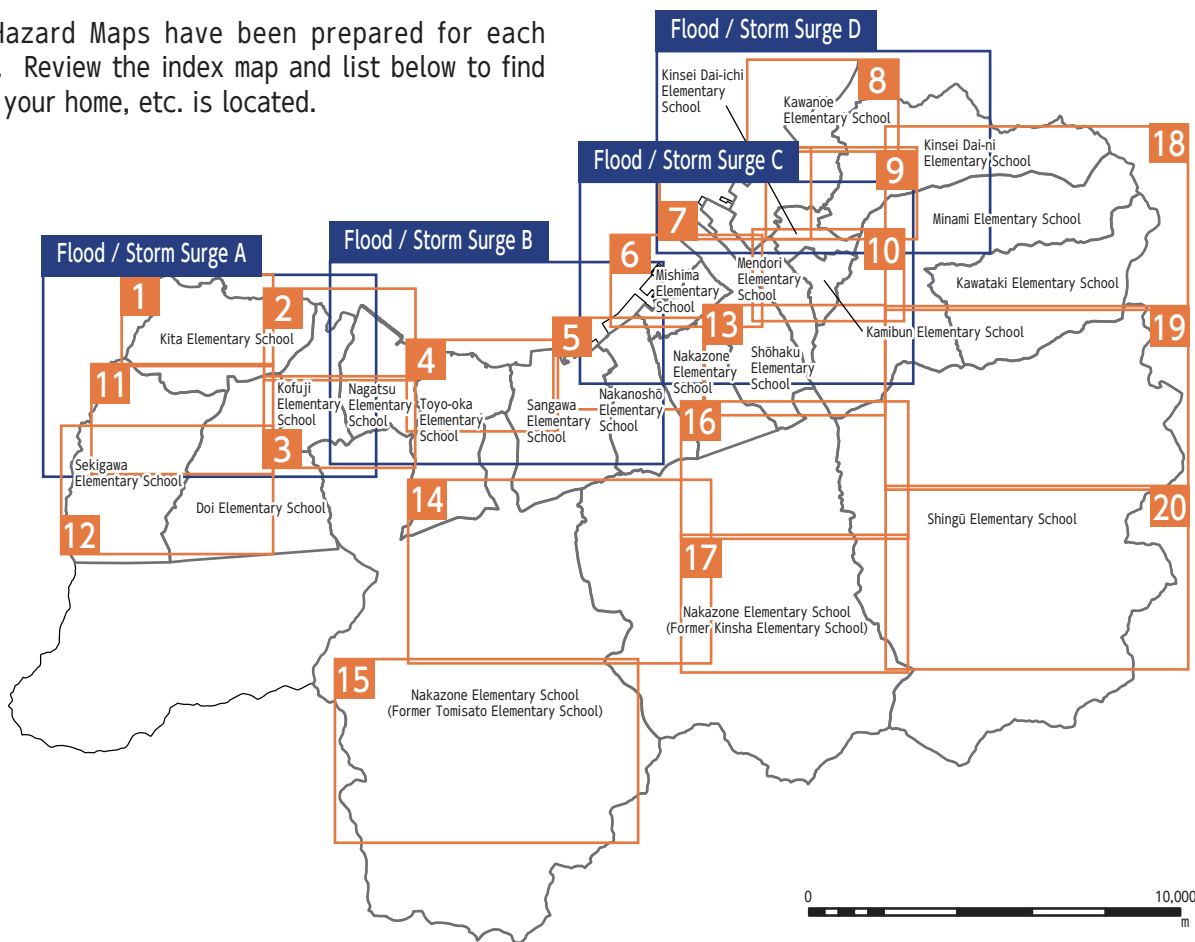 Hazard Maps have been prepared for each
. Review the index map and list below to find
your home, etc. is located.
Flood / Storm Surge D
Kinsei Dai-ichi
Elementary
School
8
Kawanoe
Elementary School
18
Kinsei Dai-ni
Elementary School
Flood / Storm Surge C
9
Minami Elementary School
7
Flood / Storm Surge B
Flood / Storm Surge A
6
10
Mishima
Elementary
School
Mendori
Elementary
School
Kawataki Elementary School
1
2
Kita Elementary School
5
13
Kamibun Elementary School
19
4
11
Nakazone
Elementary
School
Shōhaku
Elementary
School
Kofuji
Elementary
School
Nagatsu
Elementary
School
Toyo-oka
Elementary
School
Sangawa
Elementary
School
Nakanoshō
Elementary
School
16
3
Sekigawa
Elementary School
14
20
Doi Elementary School
Shingū Elementary School
12
17
Nakazone Elementary School
(Former Kinsha Elementary School)
15
Nakazone Elementary School
(Former Tomisato Elementary School)
0
10,000
m